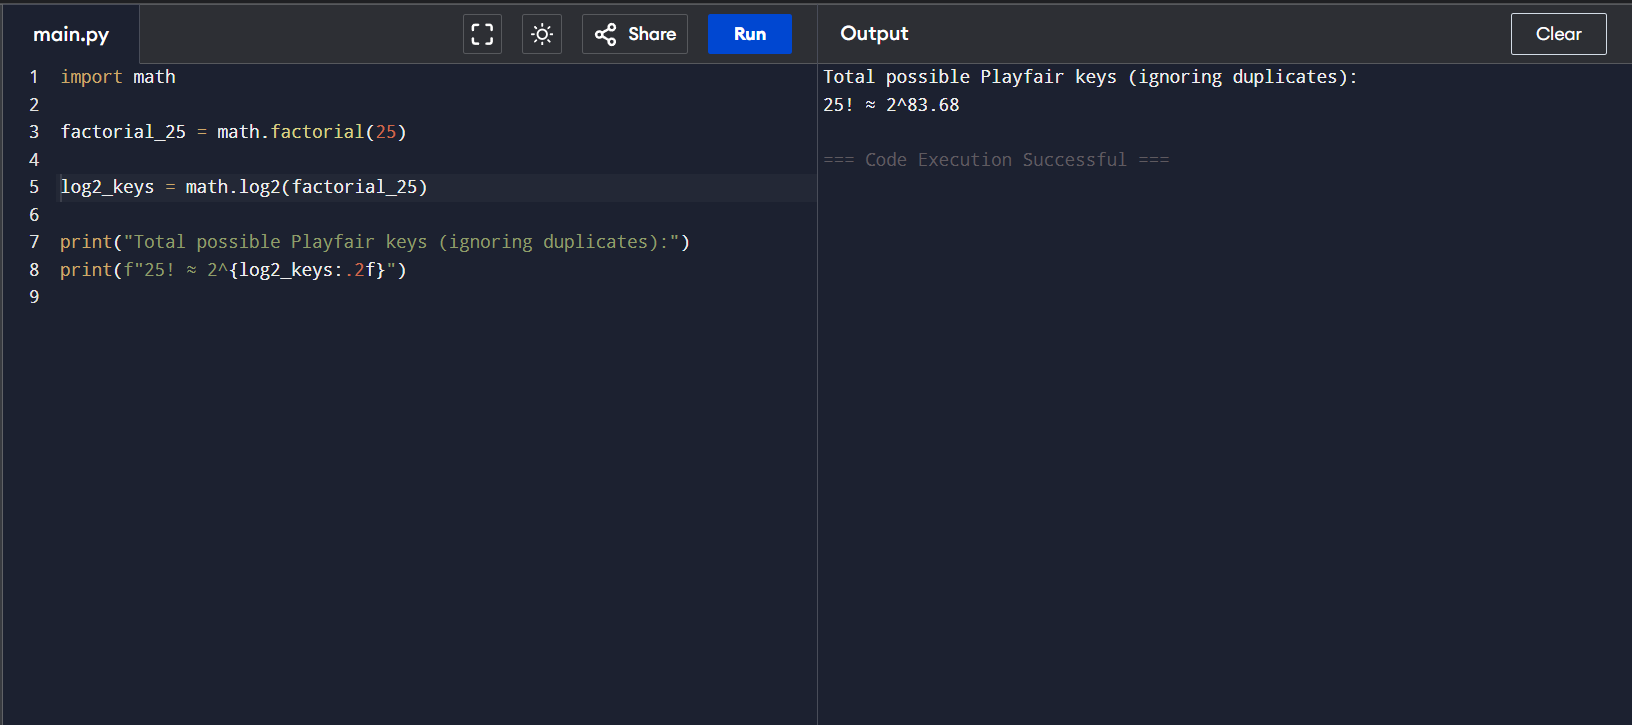 main.py
Share
Run
Output
Clear
1 import math
2
3 factorial_25 = math.factorial(25)
4
5 log2_keys = math.log2(factorial_25)
6
7 print("Total possible Playfair keys (ignoring duplicates):")
8 print(f"25! ≈ 2^{log2_keys:.2f}")
9
Total possible Playfair keys (ignoring duplicates):
25! ≈ 2^83.68
=== Code Execution Successful ===